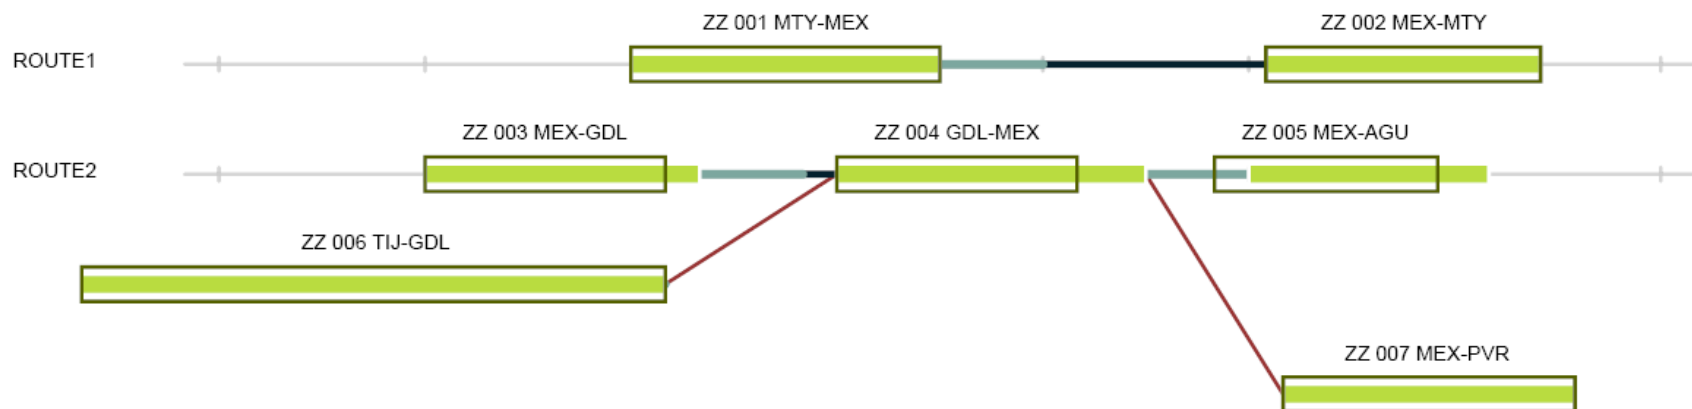 ZZ 001 MTY-MEX
ZZ 002 MEX-MTY
ROUTE1
ZZ 003 MEX-GDL
ZZ 004 GDL-MEX
ZZ 005 MEX-AGU
ROUTE2
ZZ 006 TIJ-GDL
ZZ 007 MEX-PVR